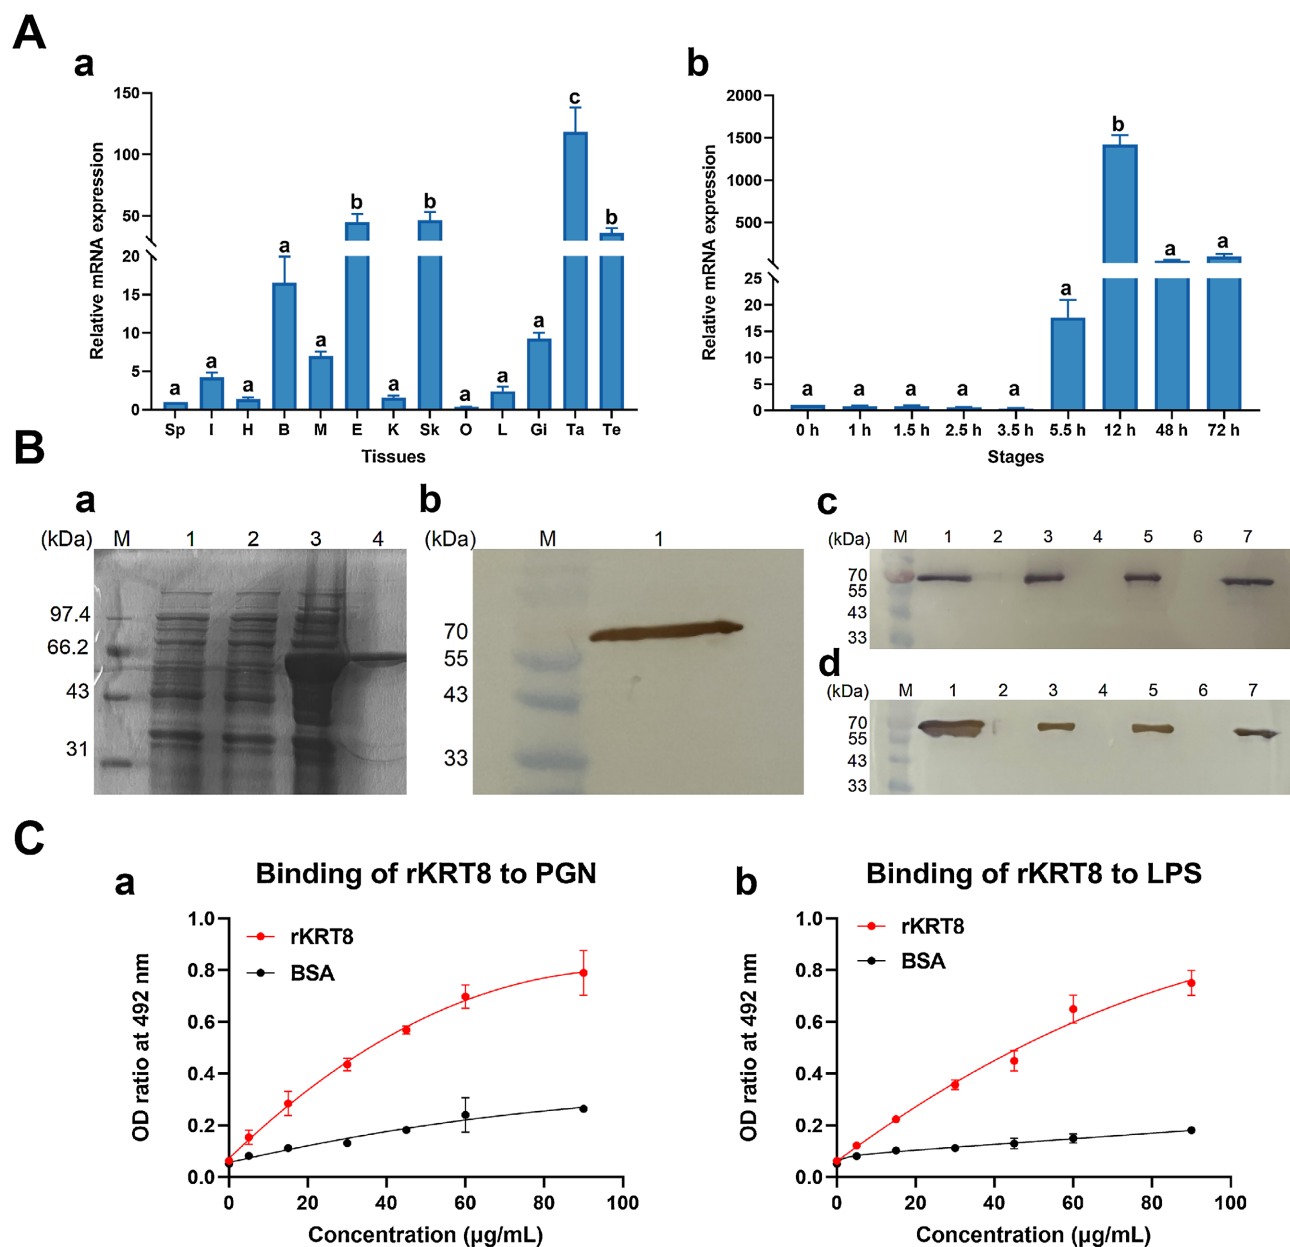 A
a
b
150
100
50
20
15
10
5
0
Relative mRNA expression
a a a a a b a b a a a c b
Sp I H B M E K Sk O L Gi Ta Te
Tissues
2000
1500
1000
500
25
20
15
10
5
0
Relative mRNA expression
a a a a a a b a a
0 h 1 h 1.5 h 2.5 h 3.5 h 5.5 h 12 h 48 h 72 h
Stages
B
a
(kDa) M 1 2 3 4
97.4
66.2
43
31
b
(kDa) M 1
70
55
43
33
c
(kDa) M 1 2 3 4 5 6 7
70
55
43
33
d
(kDa) M 1 2 3 4 5 6 7
70
55
43
33
C
a
Binding of rKRT8 to PGN
rKRT8
BSA
1.0
0.8
0.6
0.4
0.2
0.0
OD ratio at 492 nm
0 20 40 60 80 100
Concentration (μg/mL)
b
Binding of rKRT8 to LPS
rKRT8
BSA
1.0
0.8
0.6
0.4
0.2
0.0
OD ratio at 492 nm
0 20 40 60 80 100
Concentration (μg/mL)